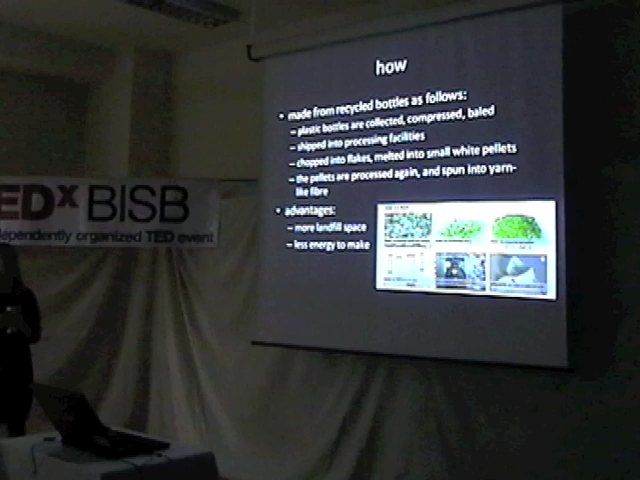 how
• made from recycled bottles as follows:
– plastic bottles are collected, compressed, baled
– shipped into processing facilities
– chopped into flakes, melted into small white pellets
– the pellets are processed again, and spun into yarn-
like fibre
• advantages:
– more landfill space
– less energy to make
EDx BISB
dependently organized TED event